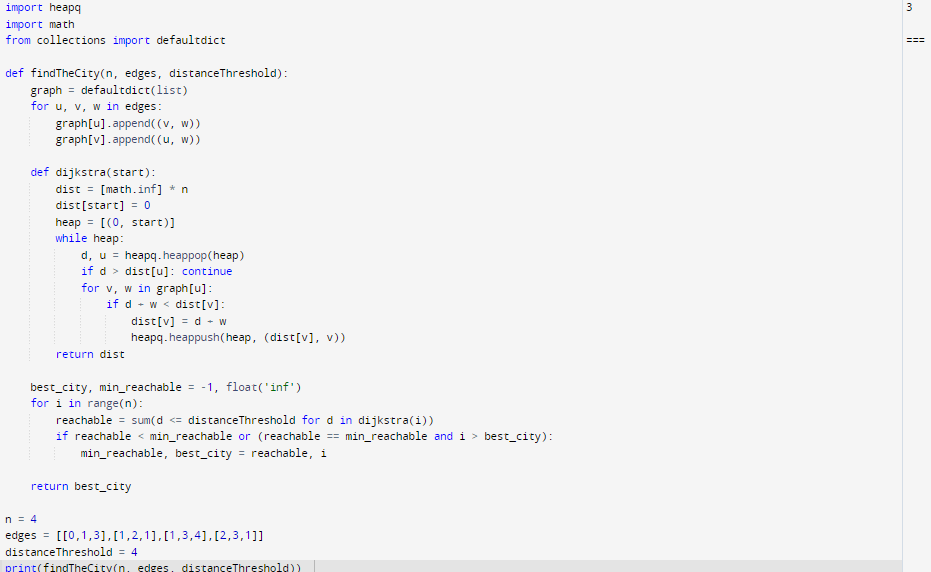 import heapq
import math
from collections import defaultdict
def findTheCity(n, edges, distanceThreshold):
    graph = defaultdict(list)
    for u, v, w in edges:
        graph[u].append((v, w))
        graph[v].append((u, w))
    def dijkstra(start):
        dist = [math.inf] * n
        dist[start] = 0
        heap = [(0, start)]
        while heap:
            d, u = heapq.heappop(heap)
            if d > dist[u]: continue
            for v, w in graph[u]:
                if d + w < dist[v]:
                    dist[v] = d + w
                    heapq.heappush(heap, (dist[v], v))
        return dist
    best_city, min_reachable = -1, float('inf')
    for i in range(n):
        reachable = sum(d <= distanceThreshold for d in dijkstra(i))
        if reachable < min_reachable or (reachable == min_reachable and i > best_city):
            min_reachable, best_city = reachable, i
    return best_city
n = 4
edges = [[0,1,3],[1,2,1],[1,3,4],[2,3,1]]
distanceThreshold = 4
print(findTheCity(n, edges, distanceThreshold))
3
===